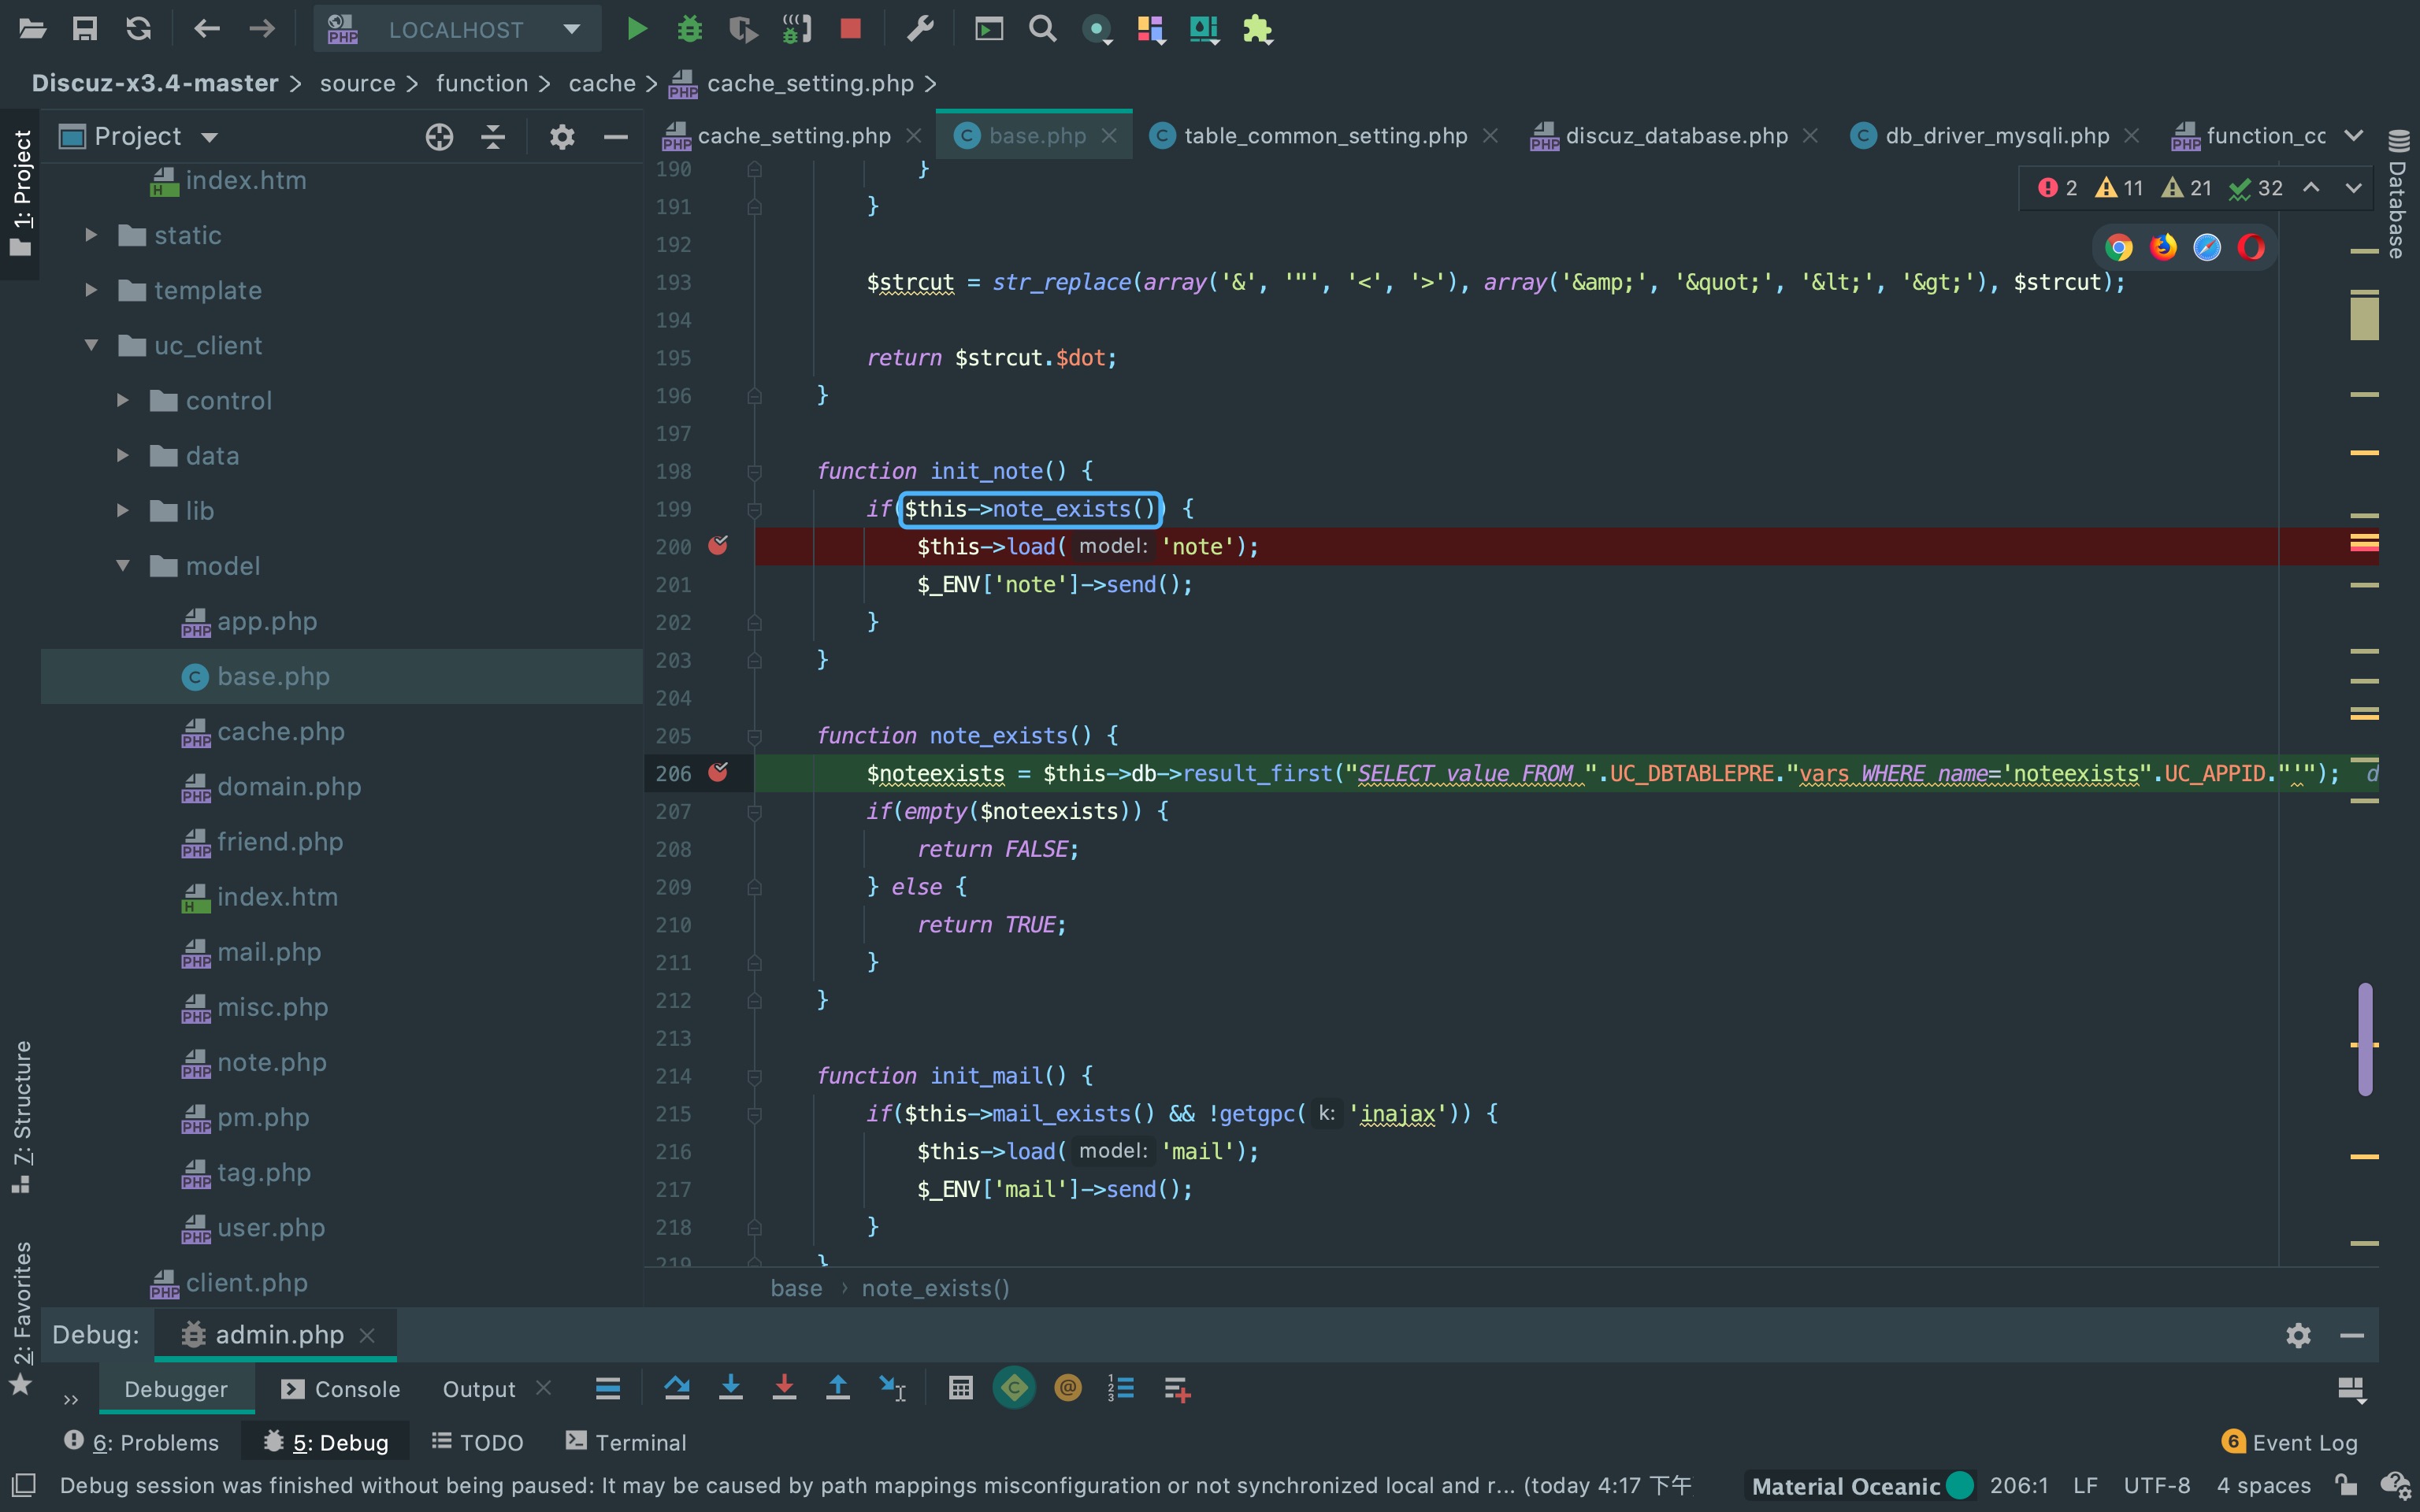 LOCALHOST
Discuz-x3.4-master > source > function > cache > cache_setting.php >
1: Project
7: Structure
2: Favorites
Database
Project
index.htm
static
template
uc_client
control
data
lib
model
app.php
base.php
cache.php
domain.php
friend.php
index.htm
mail.php
misc.php
note.php
pm.php
tag.php
user.php
client.php
cache_setting.php base.php table_common_setting.php discuz_database.php db_driver_mysqli.php function_cc
2 11 21 32
190 }
191 }
192
193 $strcut = str_replace(array('&', '"', '<', '>'), array('&amp;', '&quot;', '&lt;', '&gt;'), $strcut);
194
195 return $strcut.$dot;
196 }
197
198 function init_note() {
199 if($this->note_exists()) {
200 $this->load( model: 'note');
201 $_ENV['note']->send();
202 }
203 }
204
205 function note_exists() {
206 $noteexists = $this->db->result_first("SELECT value FROM ".UC_DBTABLEPRE."vars WHERE name='noteexists".UC_APPID."'"); d
207 if(empty($noteexists)) {
208 return FALSE;
209 } else {
210 return TRUE;
211 }
212 }
213
214 function init_mail() {
215 if($this->mail_exists() && !getgpc( k: 'inajax')) {
216 $this->load( model: 'mail');
217 $_ENV['mail']->send();
218 }
219 }
base › note_exists()
Debug: admin.php
Debugger Console Output
6: Problems 5: Debug TODO Terminal 6 Event Log
Debug session was finished without being paused: It may be caused by path mappings misconfiguration or not synchronized local and r... (today 4:17 下午 Material Oceanic 206:1 LF UTF-8 4 spaces